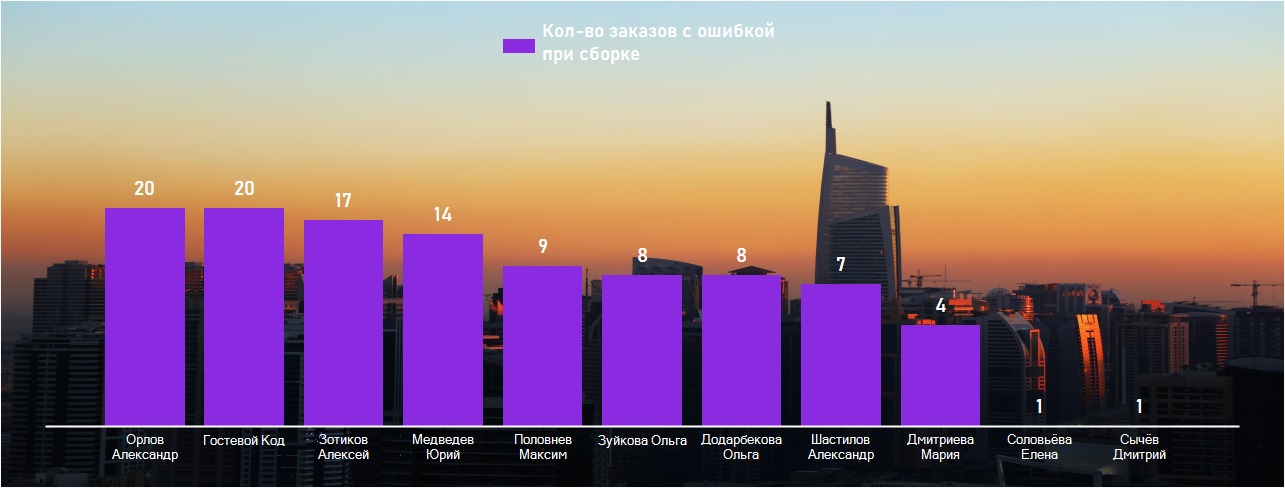 Кол-во заказов с ошибкой
при сборке
20
20
17
14
9
8
8
7
4
1
1
Орлов
Александр
Гостевой Код
Зотиков
Алексей
Медведев
Юрий
Половнев
Максим
Зуйкова Ольга
Додарбекова
Ольга
Шастилов
Александр
Дмитриева
Мария
Соловьёва
Елена
Сычёв
Дмитрий